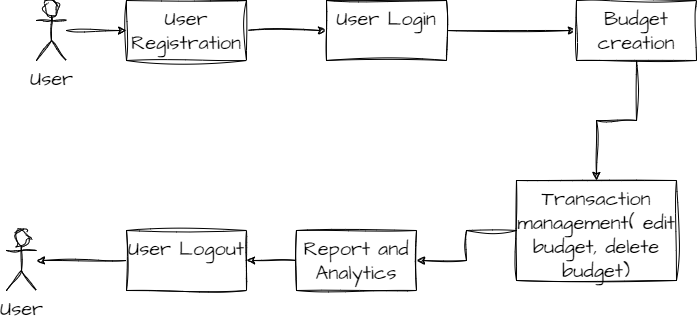 User
Registration
User Login
Budget
creation
User
Transaction
management( edit
budget, delete
budget)
Report and
Analytics
User Logout
User